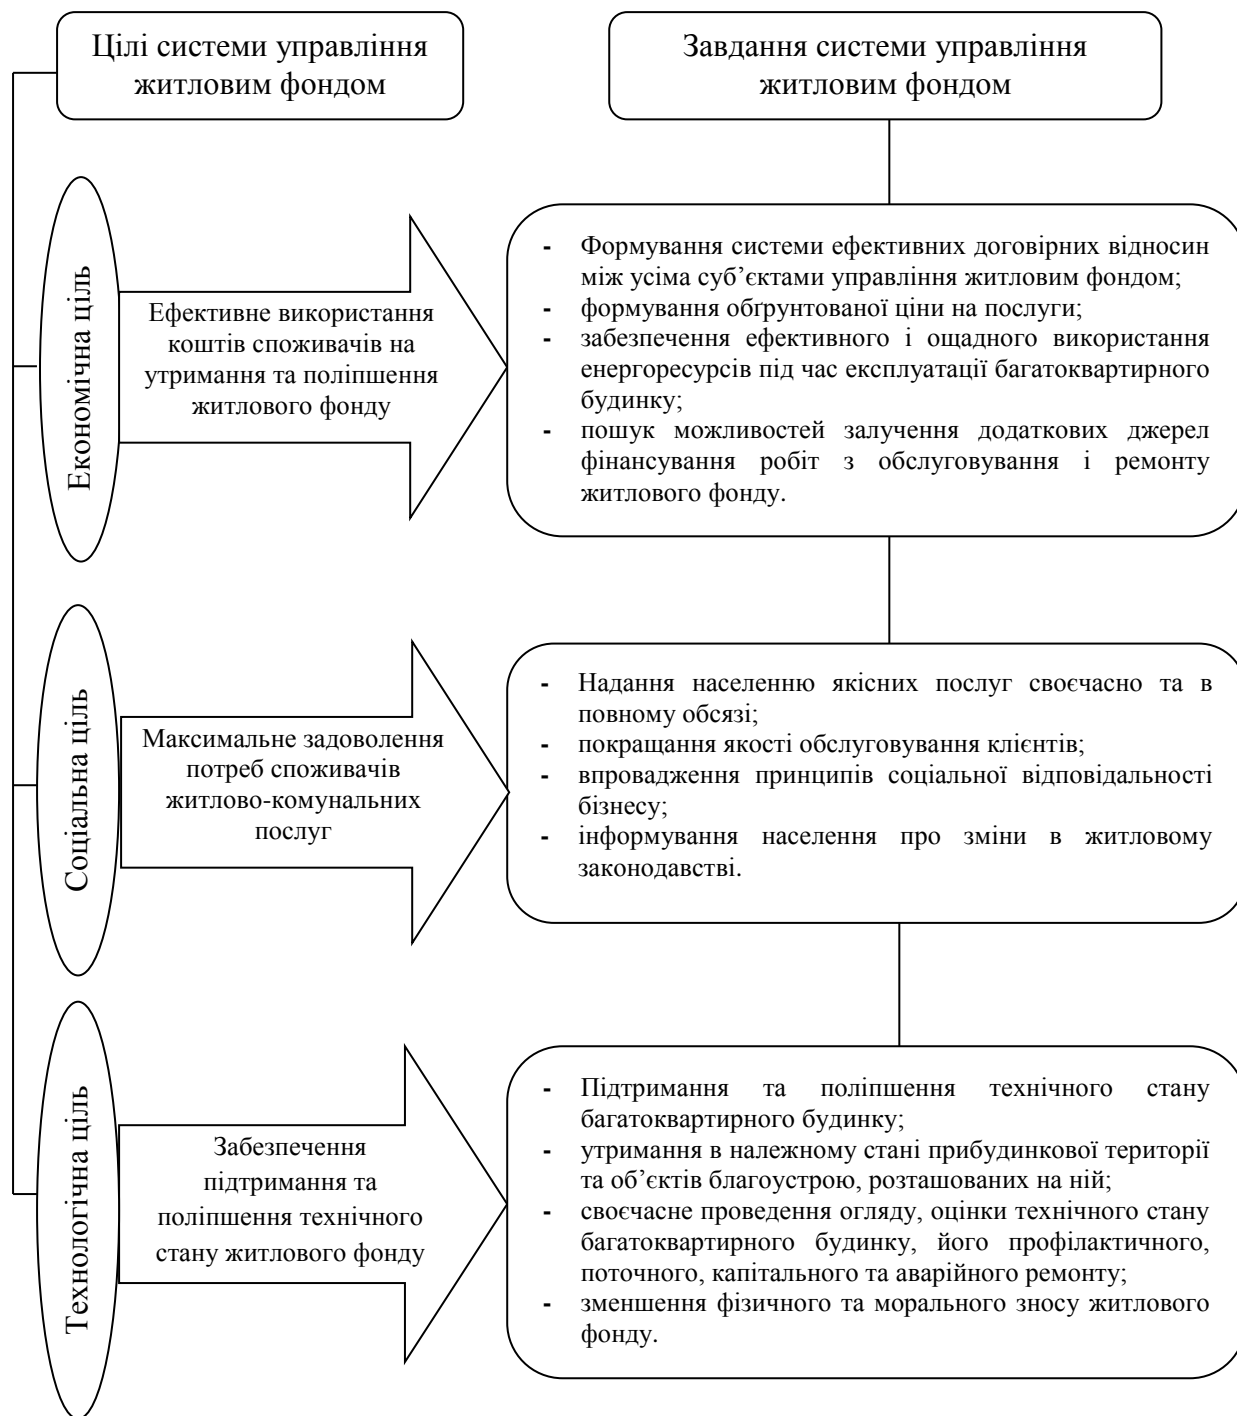 Цілі системи управління
житловим фондом
Завдання системи управління
житловим фондом
Економічна ціль
Ефективне використання
коштів споживачів на
утримання та поліпшення
житлового фонду
- Формування системи ефективних договірних відносин
між усіма суб’єктами управління житловим фондом;
- формування обґрунтованої ціни на послуги;
- забезпечення ефективного і ощадного використання
енергоресурсів під час експлуатації багатоквартирного
будинку;
- пошук можливостей залучення додаткових джерел
фінансування робіт з обслуговування і ремонту
житлового фонду.
Соціальна ціль
Максимальне задоволення
потреб споживачів
житлово-комунальних
послуг
- Надання населенню якісних послуг своєчасно та в
повному обсязі;
- покращання якості обслуговування клієнтів;
- впровадження принципів соціальної відповідальності
бізнесу;
- інформування населення про зміни в житловому
законодавстві.
Технологічна ціль
Забезпечення
підтримання та
поліпшення технічного
стану житлового фонду
- Підтримання та поліпшення технічного стану
багатоквартирного будинку;
- утримання в належному стані прибудинкової території
та об’єктів благоустрою, розташованих на ній;
- своєчасне проведення огляду, оцінки технічного стану
багатоквартирного будинку, його профілактичного,
поточного, капітального та аварійного ремонту;
- зменшення фізичного та морального зносу житлового
фонду.